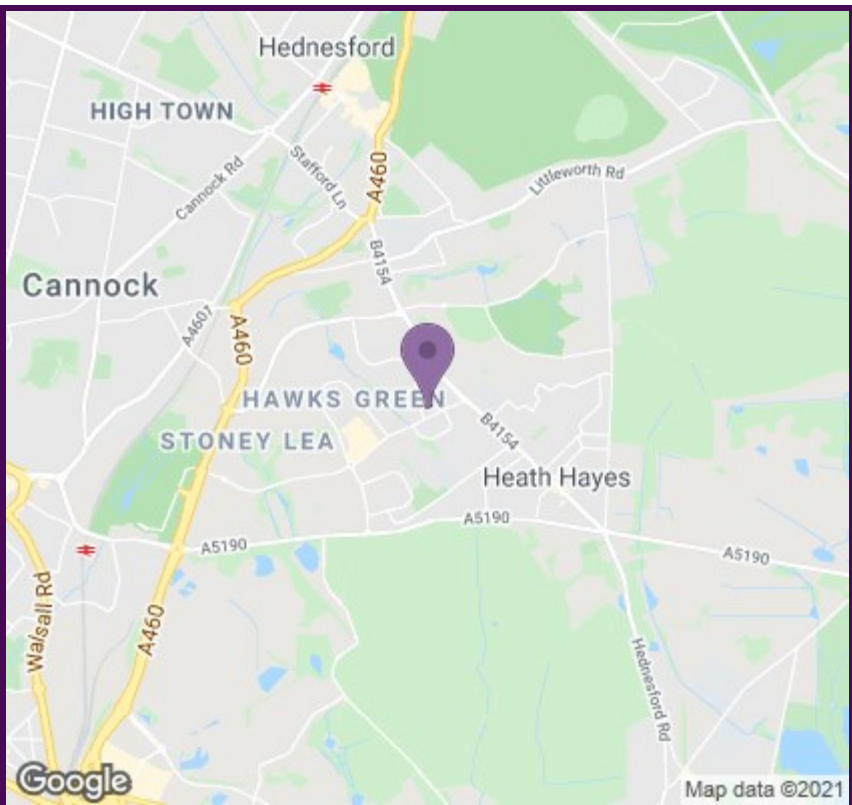 Hednesford
HIGH TOWN
Cannock Rd
Stafford Ln
A460
Littleworth Rd
B4154
Cannock
A4607
A460
HAWKS GREEN
STONEY LEA
B4154
Heath Hayes
A5190
A5190
A5190
Walsall Rd
A460
Hednesford Rd
Google
Map data ©2021